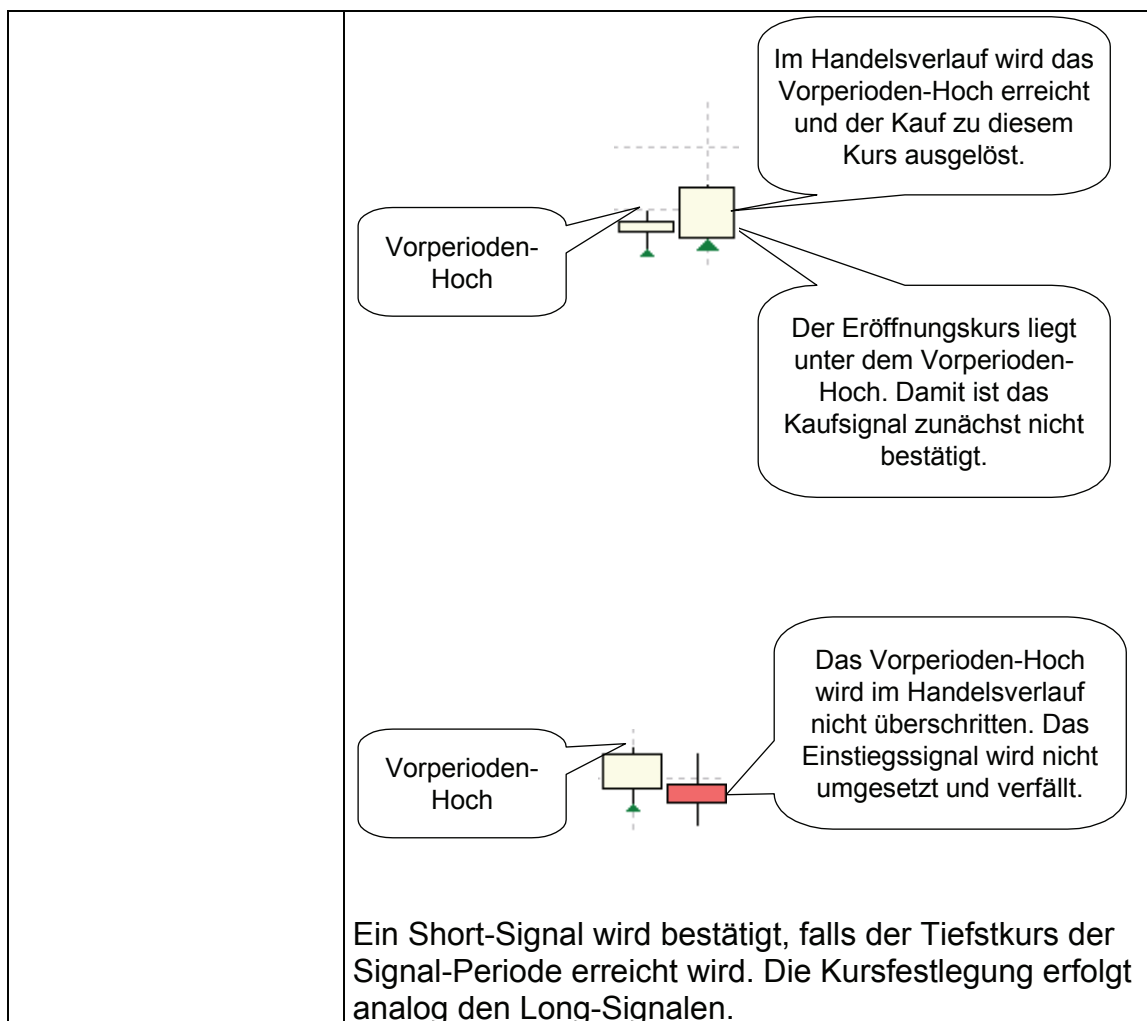 Im Handelsverlauf wird das
Vorperioden-Hoch erreicht
und der Kauf zu diesem
Kurs ausgelöst.
Vorperioden-
Hoch
Der Eröffnungskurs liegt
unter dem Vorperioden-
Hoch. Damit ist das
Kaufsignal zunächst nicht
bestätigt.
Das Vorperioden-Hoch
wird im Handelsverlauf
nicht überschritten. Das
Einstiegssignal wird nicht
umgesetzt und verfällt.
Vorperioden-
Hoch
Ein Short-Signal wird bestätigt, falls der Tiefstkurs der
Signal-Periode erreicht wird. Die Kursfestlegung erfolgt
analog den Long-Signalen.